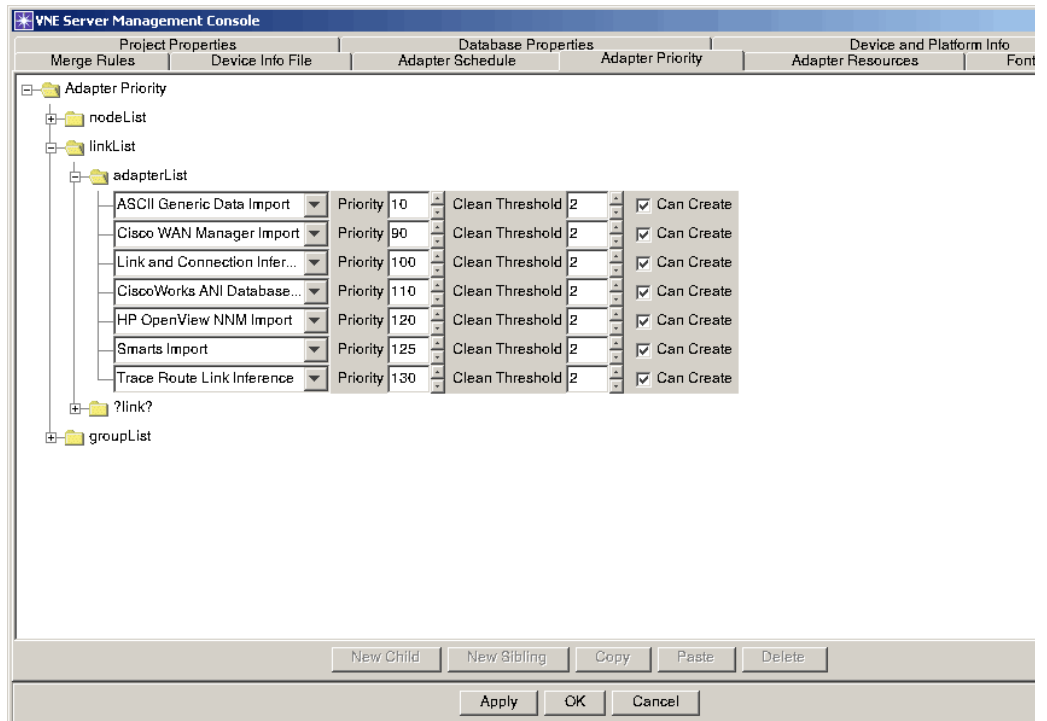 VNE Server Management Console
Project Properties Database Properties Device and Platform Info
Merge Rules Device Info File Adapter Schedule Adapter Priority Adapter Resources Font
Adapter Priority
nodeList
linkList
adapterList
ASCII Generic Data Import Priority 10 Clean Threshold 2 Can Create
Cisco WAN Manager Import Priority 90 Clean Threshold 2 Can Create
Link and Connection Infer... Priority 100 Clean Threshold 2 Can Create
CiscoWorks ANI Database... Priority 110 Clean Threshold 2 Can Create
HP OpenView NNM Import Priority 120 Clean Threshold 2 Can Create
Smarts Import Priority 125 Clean Threshold 2 Can Create
Trace Route Link Inference Priority 130 Clean Threshold 2 Can Create
?link?
groupList
New Child New Sibling Copy Paste Delete
Apply OK Cancel